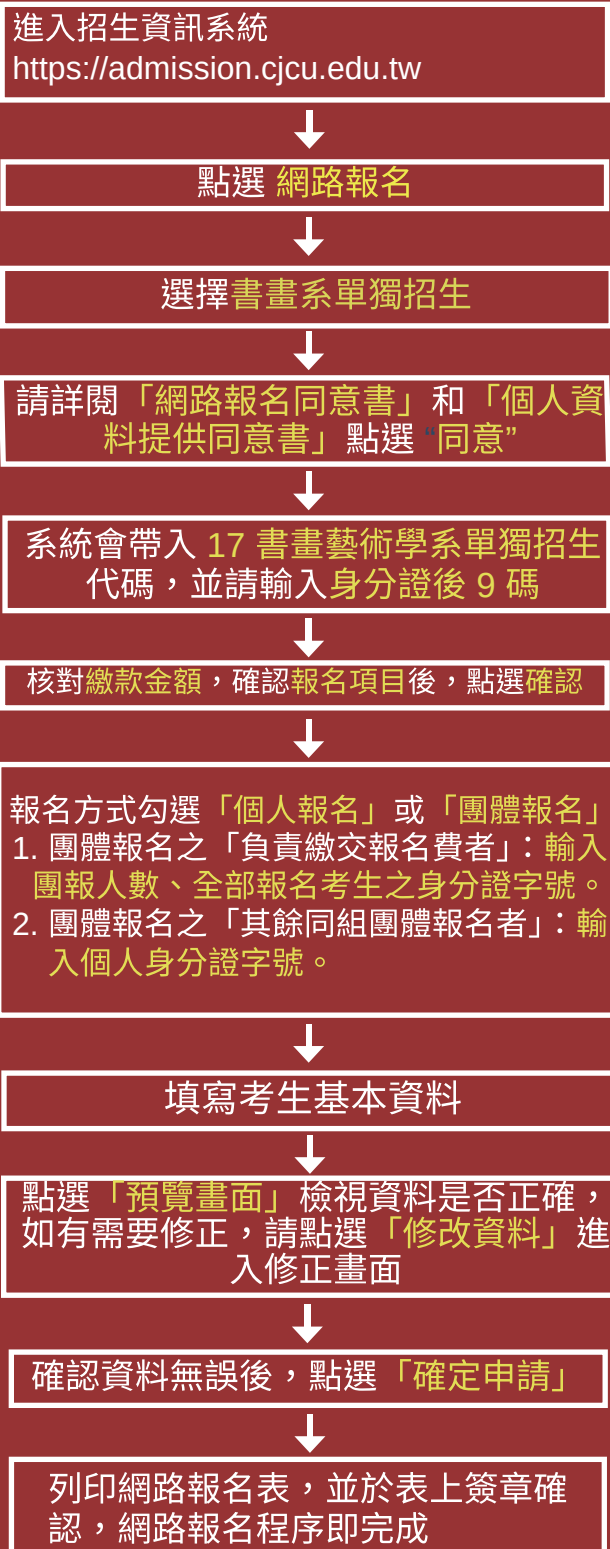 進入招生資訊系統
https://admission.cjcu.edu.tw
點選 網路報名
選擇書畫系單獨招生
請詳閱「網路報名同意書」和「個人資
料提供同意書」點選 “同意”
系統會帶入 17 書畫藝術學系單獨招生
代碼，並請輸入身分證後 9 碼
核對繳款金額，確認報名項目後，點選確認
報名方式勾選「個人報名」或「團體報名」
1. 團體報名之「負責繳交報名費者」：輸入
團報人數、全部報名考生之身分證字號。
2. 團體報名之「其餘同組團體報名者」：輸
入個人身分證字號。
填寫考生基本資料
點選「預覽畫面」檢視資料是否正確，
如有需要修正，請點選「修改資料」進
入修正畫面
確認資料無誤後，點選「確定申請」
列印網路報名表，並於表上簽章確
認，網路報名程序即完成